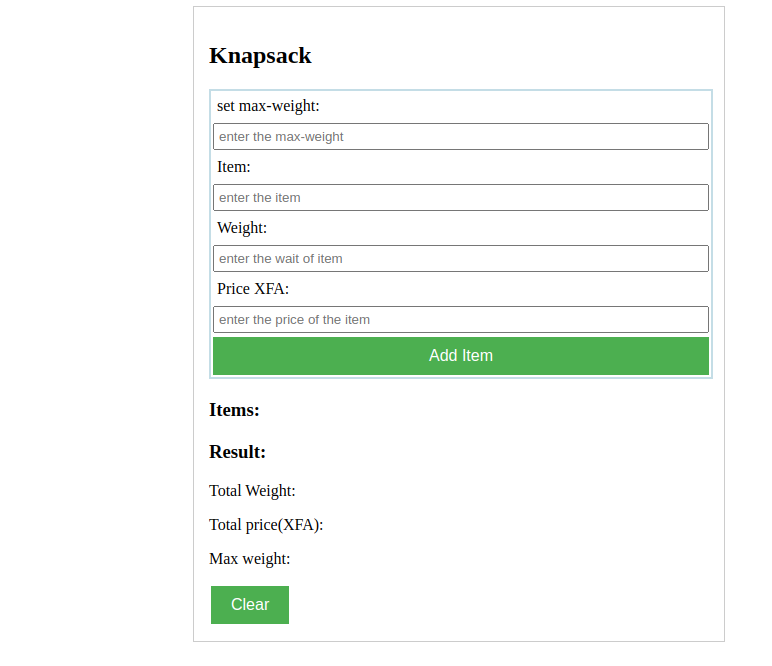 Knapsack
set max-weight:
enter the max-weight
Item:
enter the item
Weight:
enter the wait of item
Price XFA:
enter the price of the item
Add Item
Items:
Result:
Total Weight:
Total price(XFA):
Max weight:
Clear